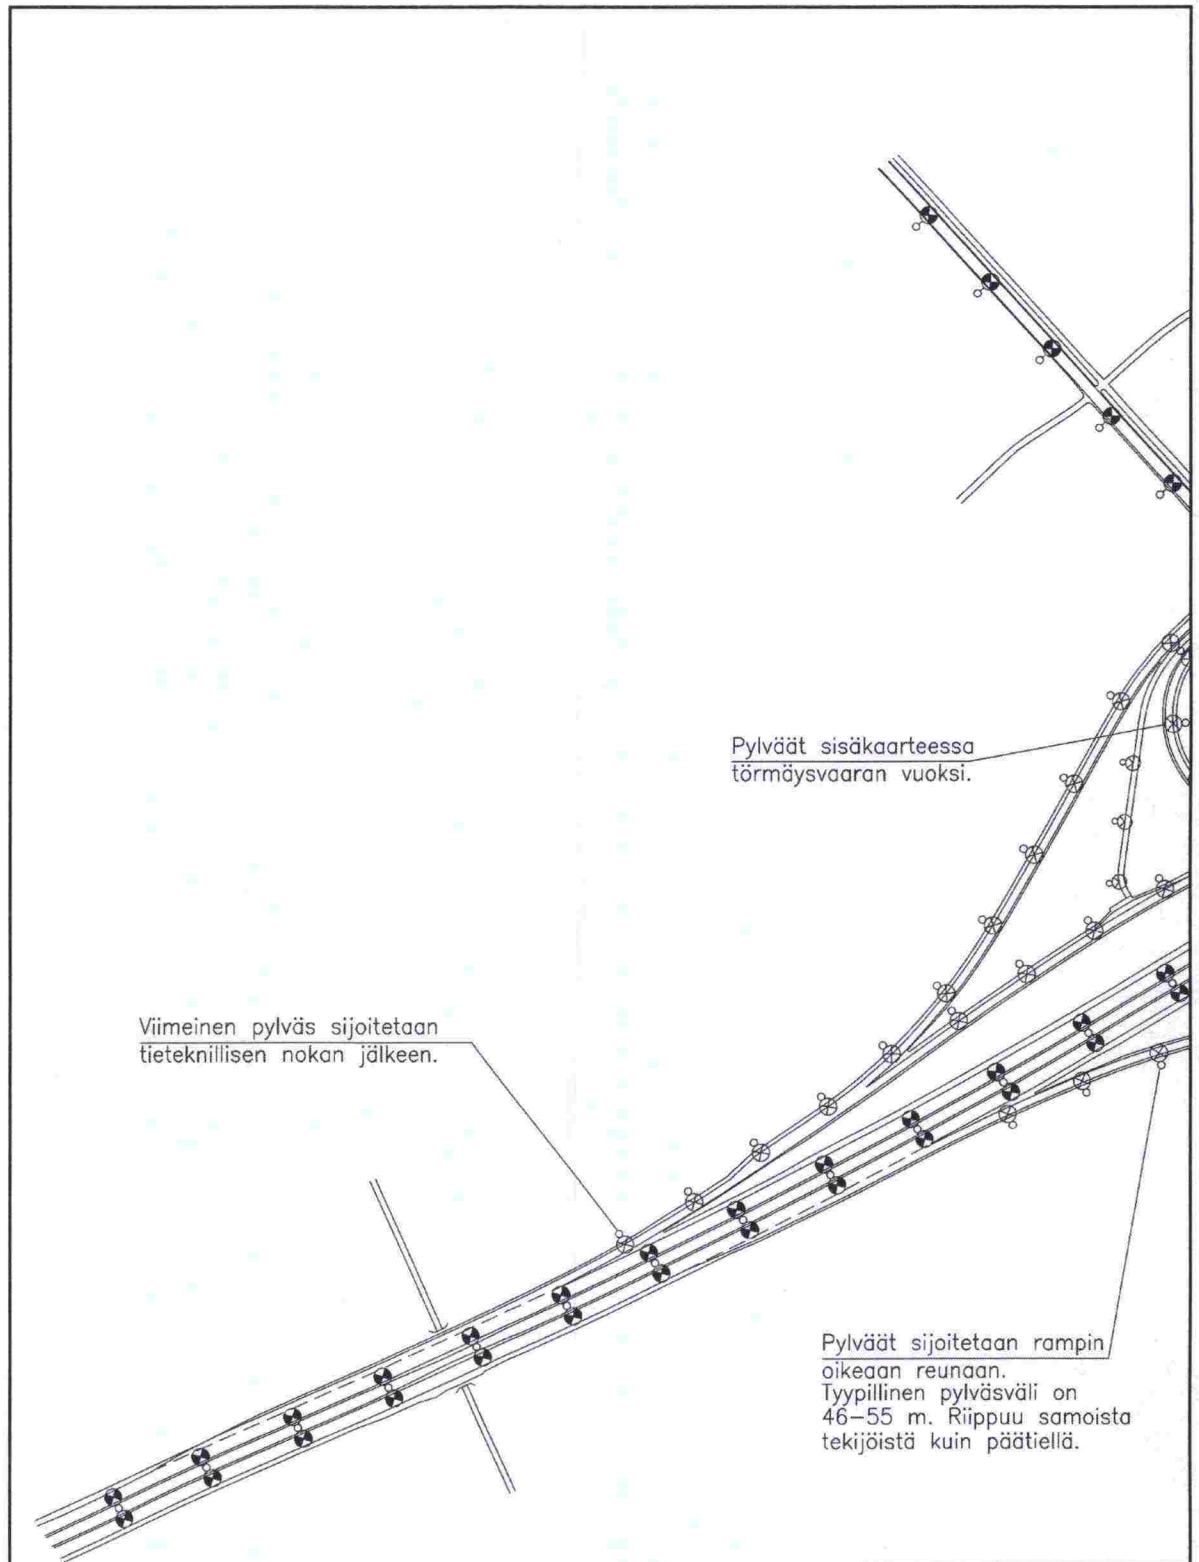 Pylväät sisäkaarteessa
törmäysvaaran vuoksi.
Viimeinen pylväs sijoitetaan
tieteknillisen nokan jälkeen.
Pylväät sijoitetaan rampin
oikeaan reunaan.
Tyypillinen pylväsväli on
46–55 m. Riippuu samoista
tekijöistä kuin päätiellä.